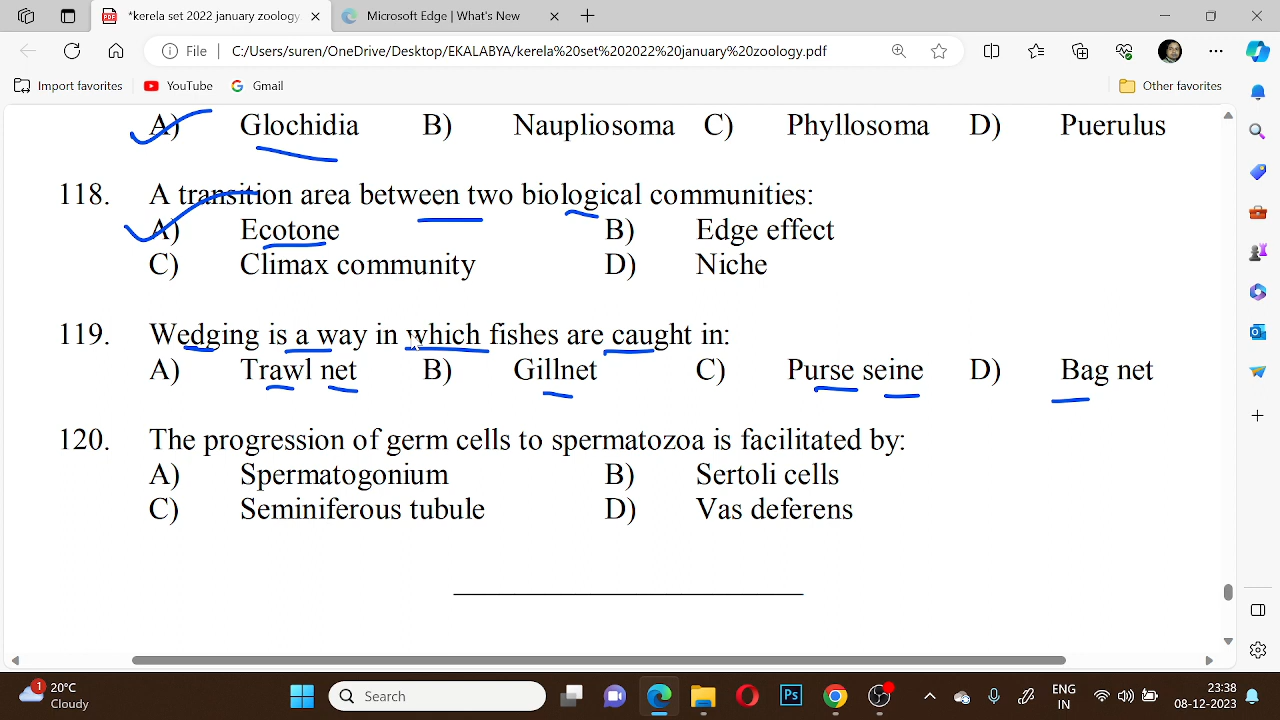 *kerela set 2022 january zoology
Microsoft Edge | What's New
File
C:/Users/suren/OneDrive/Desktop/EKALABYA/kerela%20set%202022%20january%20zoology.pdf
Import favorites
YouTube
Gmail
Other favorites
A) Glochidia B) Naupliosoma C) Phyllosoma D) Puerulus
118. A transition area between two biological communities:
A) Ecotone B) Edge effect
C) Climax community D) Niche
119. Wedging is a way in which fishes are caught in:
A) Trawl net B) Gillnet C) Purse seine D) Bag net
120. The progression of germ cells to spermatozoa is facilitated by:
A) Spermatogonium B) Sertoli cells
C) Seminiferous tubule D) Vas deferens
1
20°C
Cloudy
Search
Ps
ENG
IN
23:38
08-12-2023